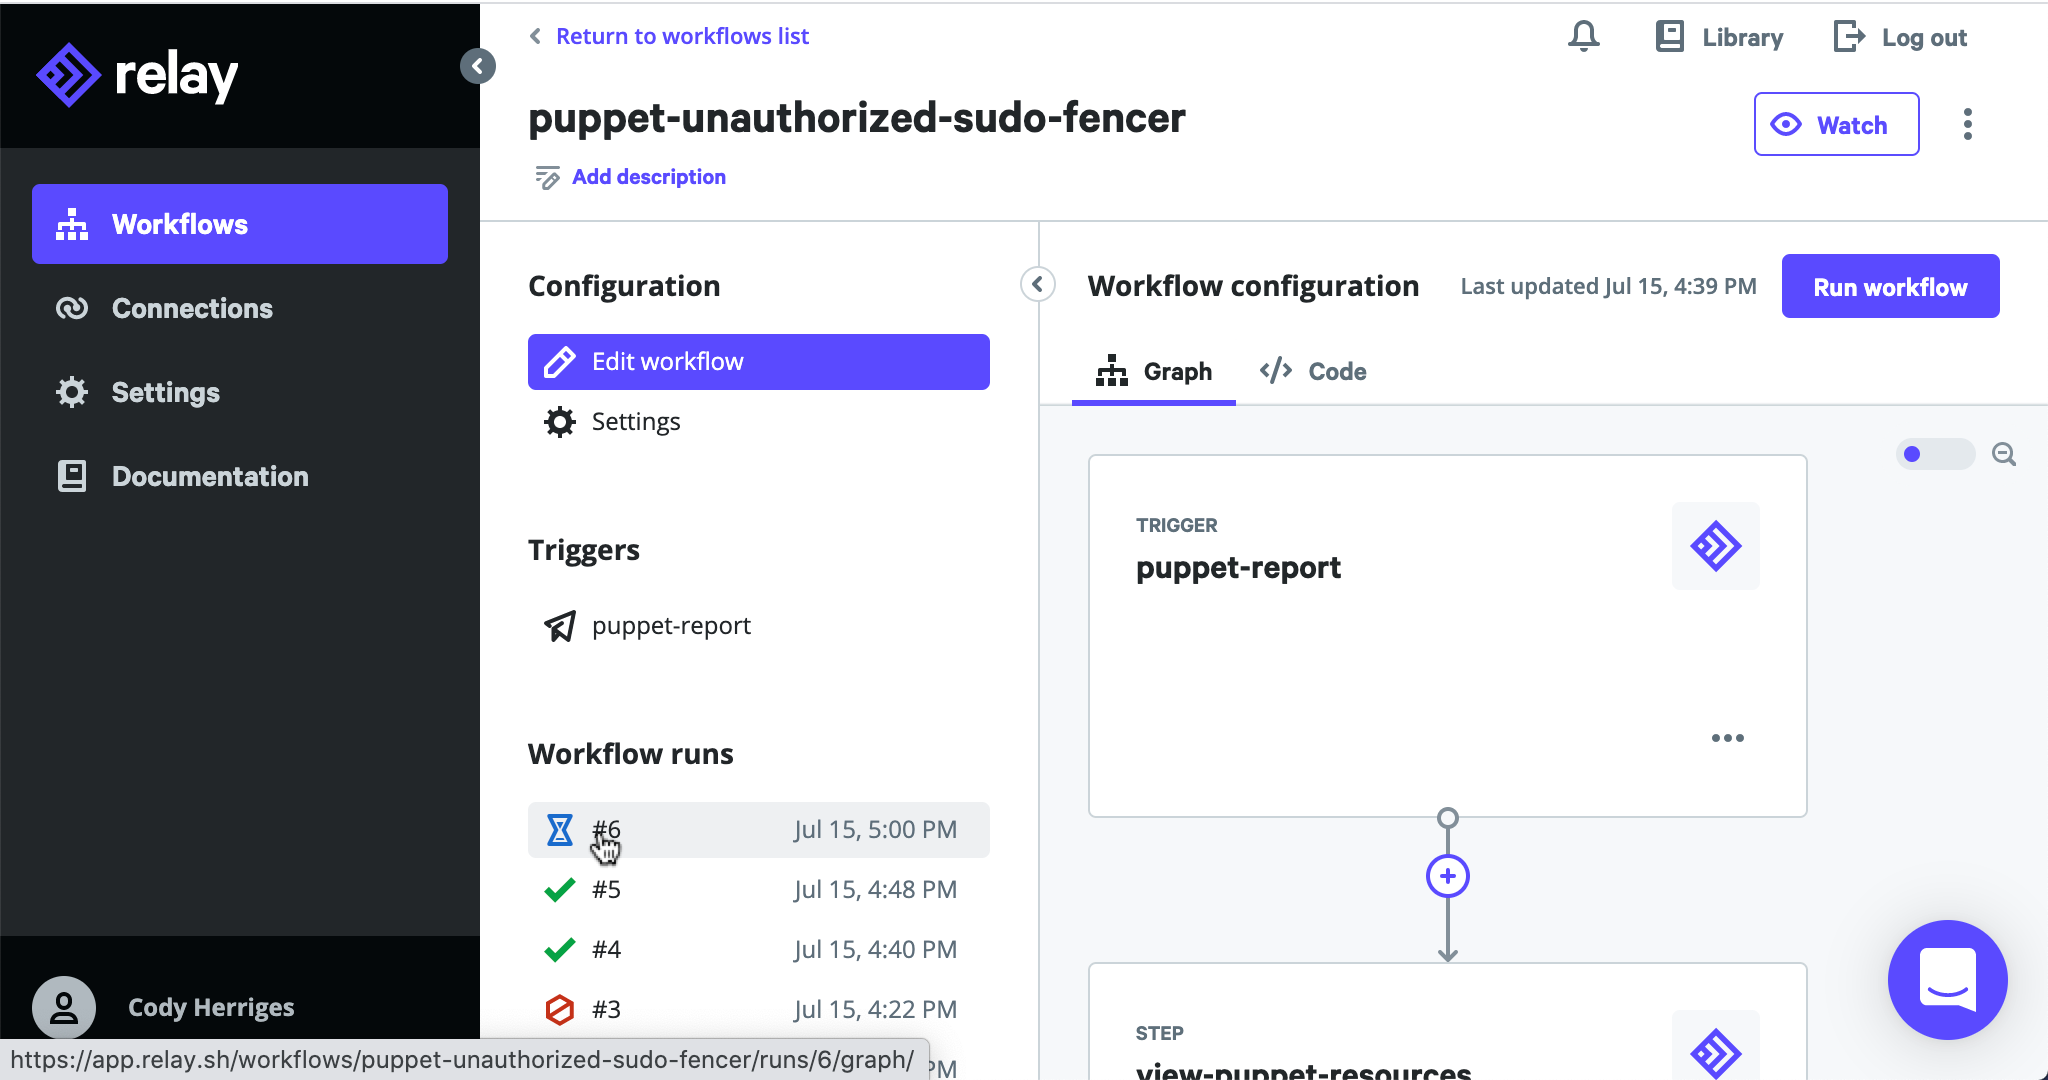 relay
Workflows
Connections
Settings
Documentation
Cody Herriges
Return to workflows list
Library
Log out
puppet-unauthorized-sudo-fencer
Add description
Watch
Configuration
Edit workflow
Settings
Triggers
puppet-report
Workflow runs
#6 Jul 15, 5:00 PM
#5 Jul 15, 4:48 PM
#4 Jul 15, 4:40 PM
#3 Jul 15, 4:22 PM
PM
Workflow configuration
Last updated Jul 15, 4:39 PM
Run workflow
Graph
Code
TRIGGER
puppet-report
STEP
view-puppet-resources
https://app.relay.sh/workflows/puppet-unauthorized-sudo-fencer/runs/6/graph/